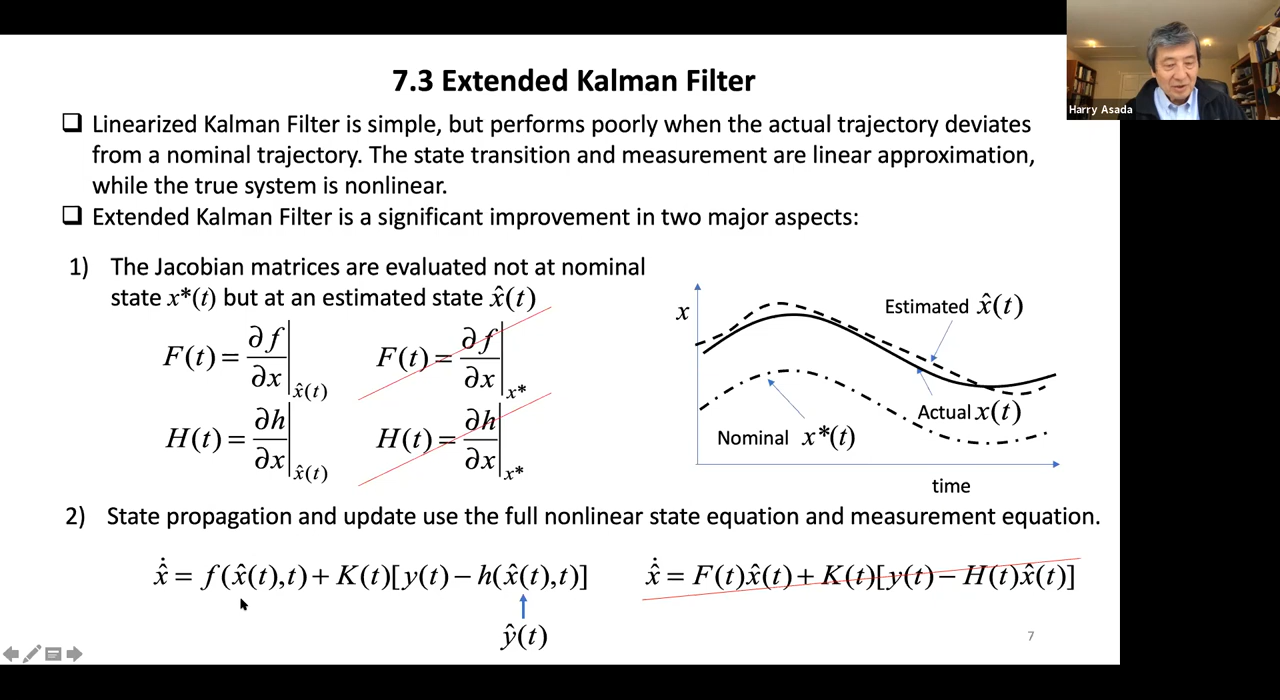 7.3 Extended Kalman Filter
Harry Asada
❑ Linearized Kalman Filter is simple, but performs poorly when the actual trajectory deviates
from a nominal trajectory. The state transition and measurement are linear approximation,
while the true system is nonlinear.
❑ Extended Kalman Filter is a significant improvement in two major aspects:
1) The Jacobian matrices are evaluated not at nominal
state x*(t) but at an estimated state x̂(t)
F(t) = ∂f/∂x|x̂(t) F(t) = ∂f/∂x|x*
H(t) = ∂h/∂x|x̂(t) H(t) = ∂h/∂x|x*
x
Estimated x̂(t)
Actual x(t)
Nominal x*(t)
time
2) State propagation and update use the full nonlinear state equation and measurement equation.
x̂̇ = f(x̂(t),t) + K(t)[y(t) − h(x̂(t),t)] x̂̇ = F(t)x̂(t) + K(t)[y(t) − H(t)x̂(t)]
ŷ(t)
7